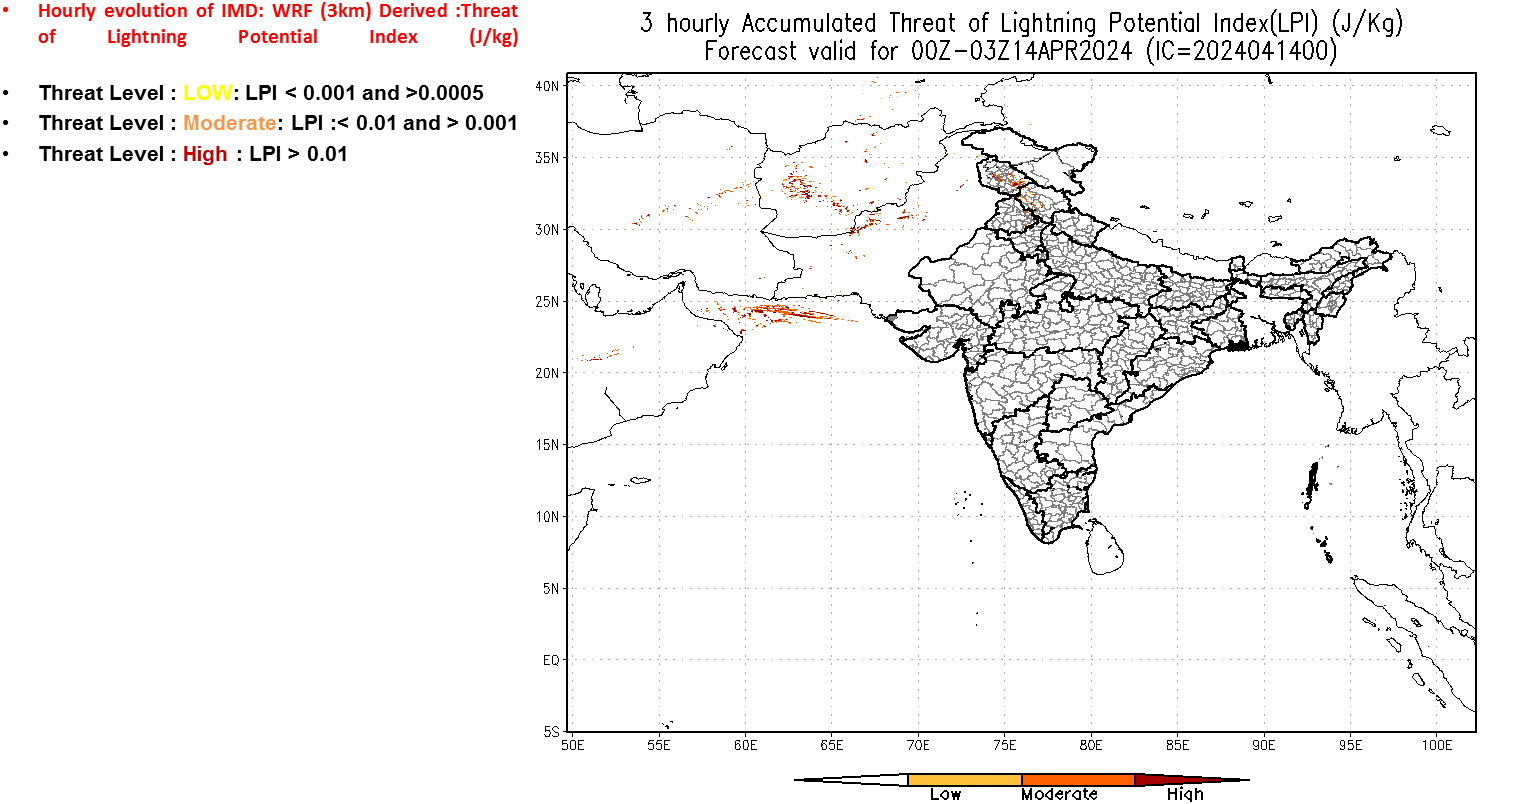 • Hourly evolution of IMD: WRF (3km) Derived :Threat
of Lightning Potential Index (J/kg)
• Threat Level : LOW: LPI < 0.001 and >0.0005
• Threat Level : Moderate: LPI :< 0.01 and > 0.001
• Threat Level : High : LPI > 0.01
3 hourly Accumulated Threat of Lightning Potential Index(LPI) (J/Kg)
Forecast valid for 00Z-03Z14APR2024 (IC=2024041400)
40N
35N
30N
25N
20N
15N
10N
5N
EQ
5S
50E 55E 60E 65E 70E 75E 80E 85E 90E 95E 100E
Low Moderate High